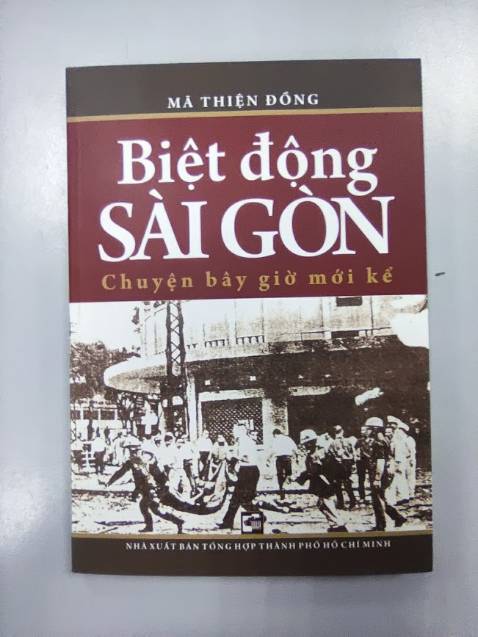 MÃ THIỆN ĐỒNG
Biệt động
SÀI GÒN
Chuyện bây giờ mới kể
NHÀ XUẤT BẢN TỔNG HỢP THÀNH PHỐ HỒ CHÍ MINH